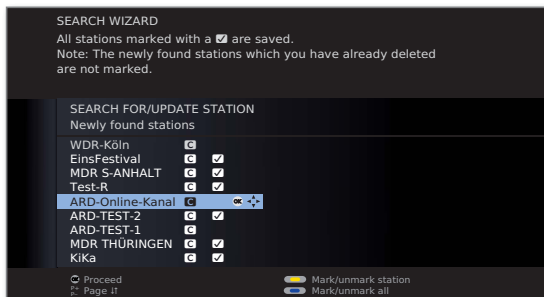 SEARCH WIZARD
All stations marked with a ☑ are saved.
Note: The newly found stations which you have already deleted
are not marked.
SEARCH FOR/UPDATE STATION
Newly found stations
WDR-Köln C
EinsFestival C ☑
MDR S-ANHALT C ☑
Test-R C ☑
ARD-Online-Kanal C OK
ARD-TEST-2 C ☑
ARD-TEST-1 C
MDR THÜRINGEN C ☑
KiKa C ☑
OK Proceed
P+ P- Page ↓↑
Mark/unmark station
Mark/unmark all